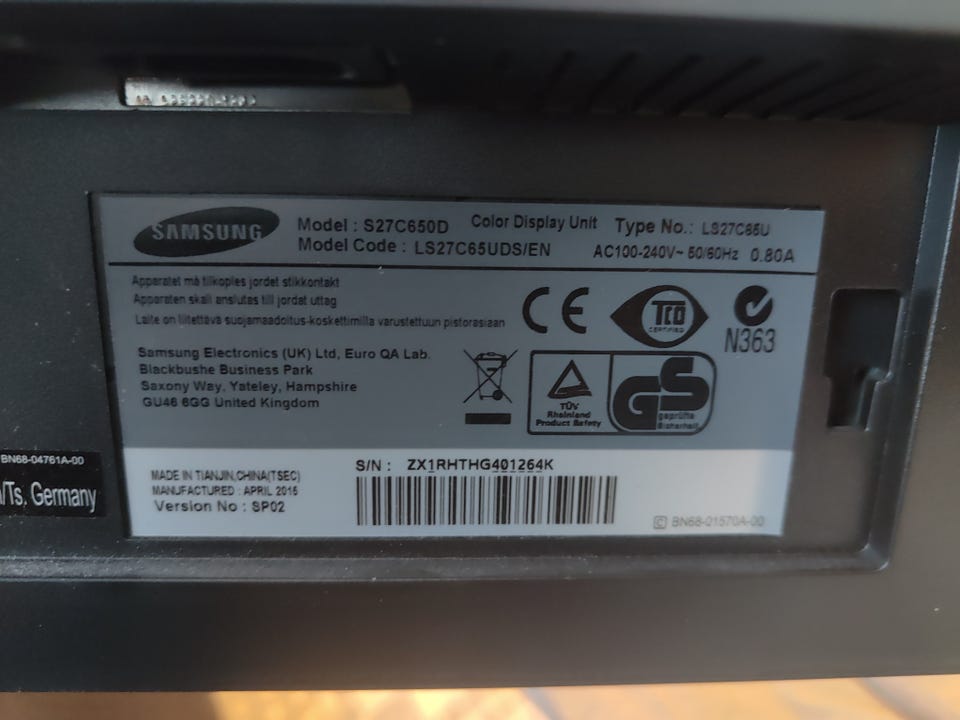 SAMSUNG
Model : S27C650D Color Display Unit Type No.: LS27C65U
Model Code : LS27C65UDS/EN AC100-240V~ 50/60Hz 0.80A
Apparatet må tilkoples jordet stikkontakt
Apparaten skall anslutas till jordat uttag
Laite on liitettävä suojamaadoitus-koskettimilla varustettuun pistorasiaan
CE
TCO
CERTIFIED
N363
Samsung Electronics (UK) Ltd, Euro QA Lab.
Blackbushe Business Park
Saxony Way, Yateley, Hampshire
GU46 6GG United Kingdom
TÜV
Rheinland
Product Safety
GS
geprüfte
Sicherheit
BN68-04761A-00
/Ts. Germany
S/N : ZX1RHTHG401264K
MADE IN TIANJIN,CHINA(TSEC)
MANUFACTURED : APRIL 2015
Version No : SP02
C BN68-01570A-00